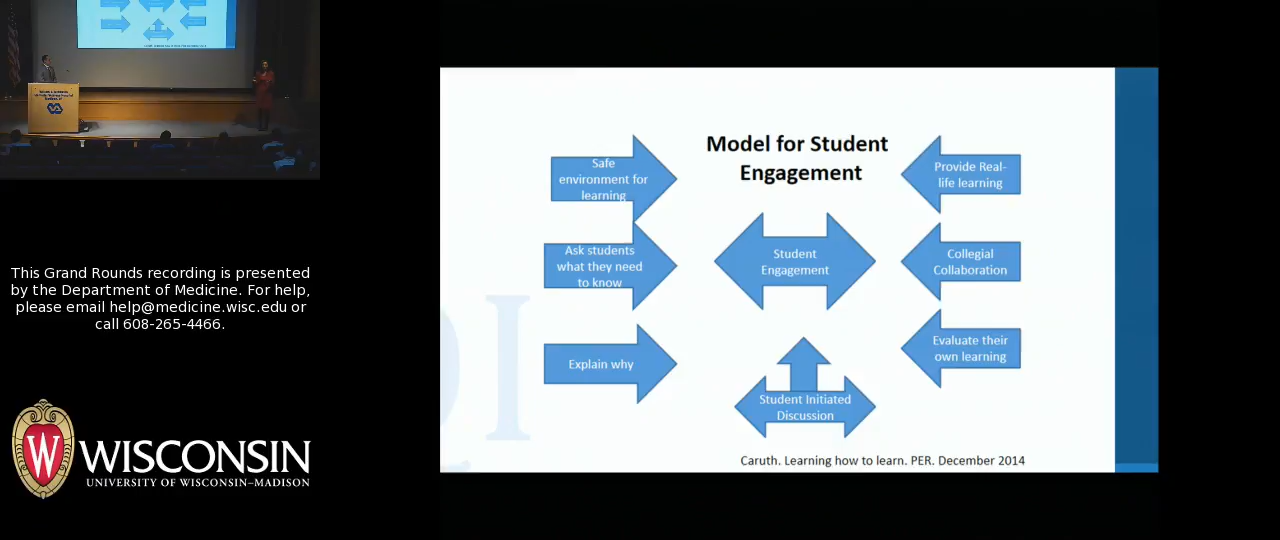 This Grand Rounds recording is presented
by the Department of Medicine. For help,
please email help@medicine.wisc.edu or
call 608-265-4466.
W
WISCONSIN
UNIVERSITY OF WISCONSIN–MADISON
Model for Student
Engagement
Safe
environment for
learning
Ask students
what they need
to know
Explain why
Student
Engagement
Student Initiated
Discussion
Provide Real-
life learning
Collegial
Collaboration
Evaluate their
own learning
Caruth. Learning how to learn. PER. December 2014
QI
VA